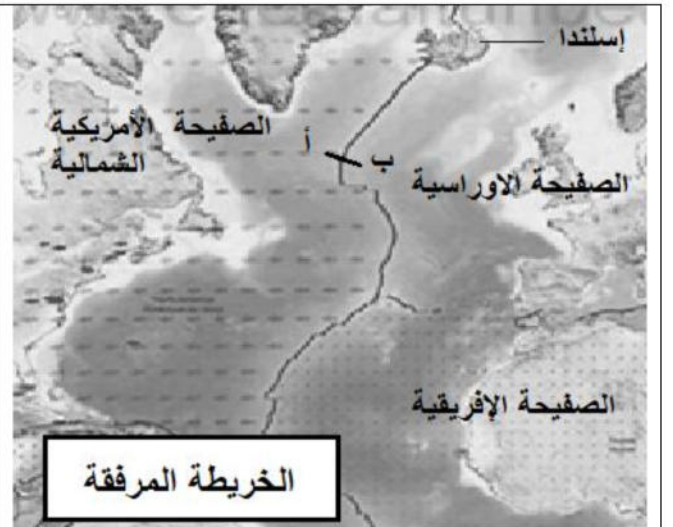 إسلندا
الصفيحة الأمريكية
الشمالية
أ
ب
الصفيحة الاوراسية
الصفيحة الإفريقية
الخريطة المرفقة